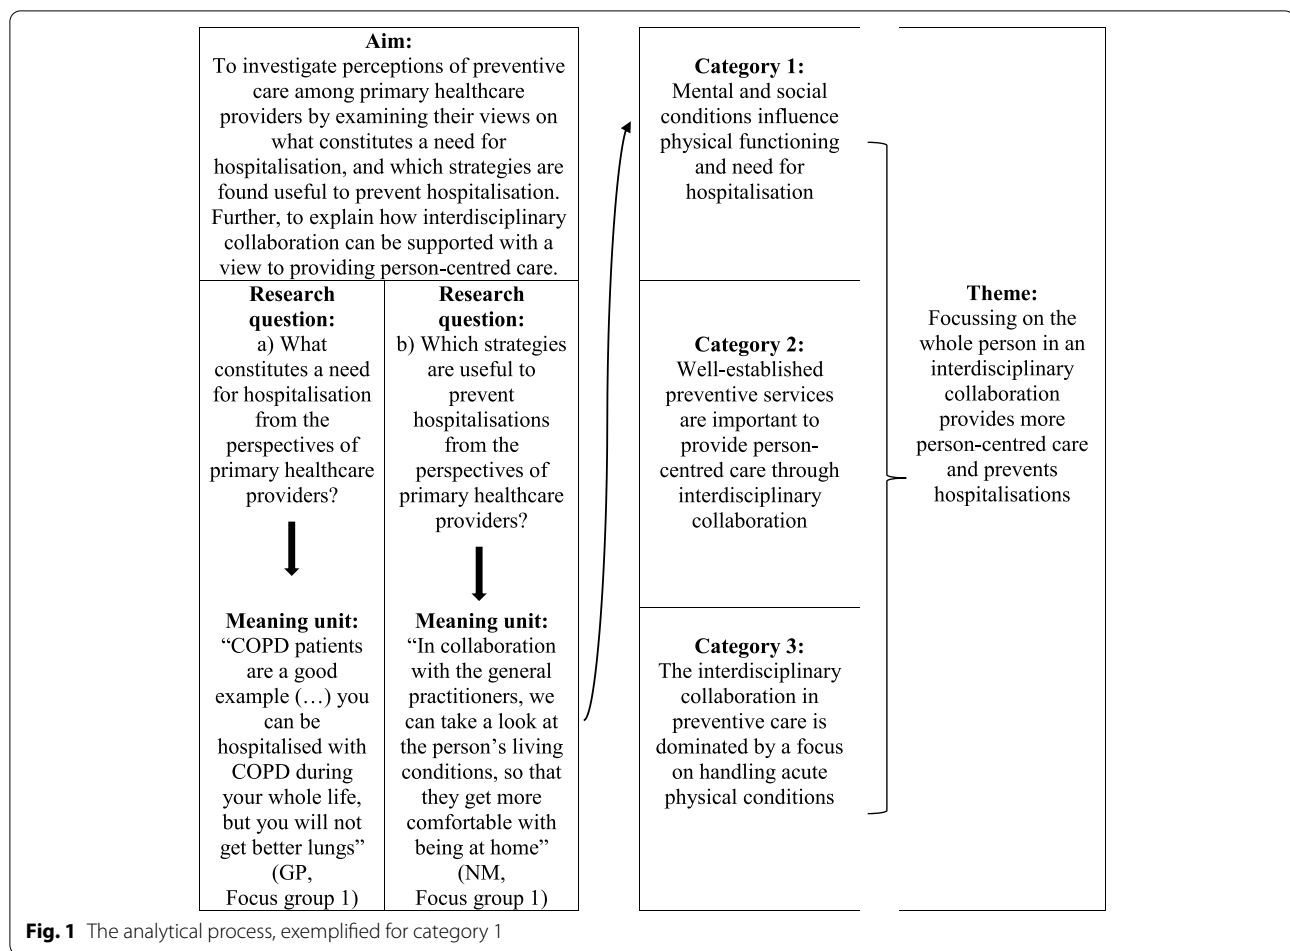 Aim:
To investigate perceptions of preventive
care among primary healthcare
providers by examining their views on
what constitutes a need for
hospitalisation, and which strategies are
found useful to prevent hospitalisation.
Further, to explain how interdisciplinary
collaboration can be supported with a
view to providing person-centred care.
Research
question:
a) What
constitutes a need
for hospitalisation
from the
perspectives of
primary healthcare
providers?
Meaning unit:
“COPD patients
are a good
example (…) you
can be
hospitalised with
COPD during
your whole life,
but you will not
get better lungs”
(GP,
Focus group 1)
Research
question:
b) Which strategies
are useful to
prevent
hospitalisations
from the
perspectives of
primary healthcare
providers?
Meaning unit:
“In collaboration
with the general
practitioners, we
can take a look at
the person’s living
conditions, so that
they get more
comfortable with
being at home”
(NM,
Focus group 1)
Category 1:
Mental and social
conditions influence
physical functioning
and need for
hospitalisation
Category 2:
Well-established
preventive services
are important to
provide person-
centred care through
interdisciplinary
collaboration
Category 3:
The interdisciplinary
collaboration in
preventive care is
dominated by a focus
on handling acute
physical conditions
Theme:
Focussing on the
whole person in an
interdisciplinary
collaboration
provides more
person-centred care
and prevents
hospitalisations
Fig. 1 The analytical process, exemplified for category 1